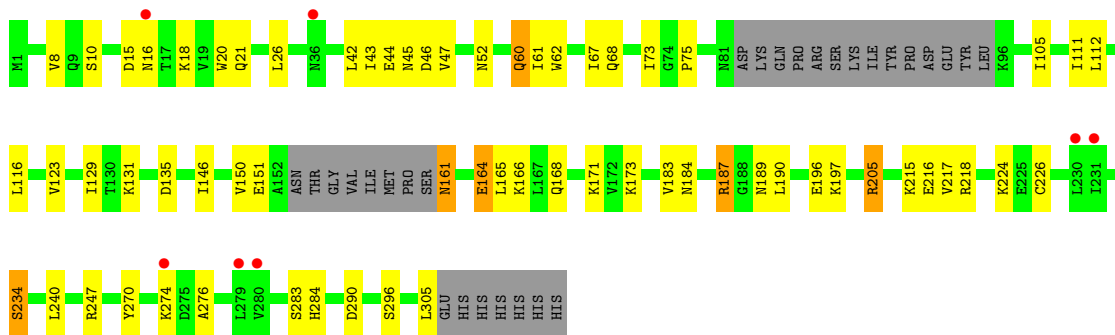 M1 V8 Q9 S10 D15 N16 T17 K18 V19 W20 Q21 L26 N36 L42 I43 E44 N45 D46 V47 N52 Q60 I61 W62 I67 Q68 I73 G74 P75 N81 ASP LYS GLN PRO ARG SER LYS ILE TYR PRO ASP GLU TYR LEU K96 I105 I111 L112
L116 V123 I129 T130 K131 D135 I146 V150 E151 A152 ASN THR GLY VAL ILE MET PRO SER N161 E164 L165 K166 L167 Q168 K171 V172 K173 V183 N184 R187 G188 N189 L190 E196 K197 R205 K215 E216 V217 R218 K224 E225 C226 L230 I231
S234 L240 R247 Y270 K274 D275 A276 L279 V280 S283 H284 D290 S296 L305 GLU HIS HIS HIS HIS HIS HIS